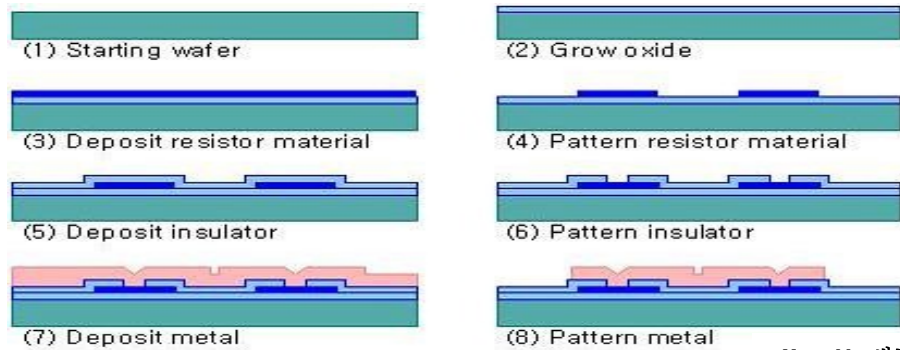 (1) Starting wafer
(2) Grow oxide
(3) Deposit resistor material
(4) Pattern resistor material
(5) Deposit insulator
(6) Pattern insulator
(7) Deposit metal
(8) Pattern metal